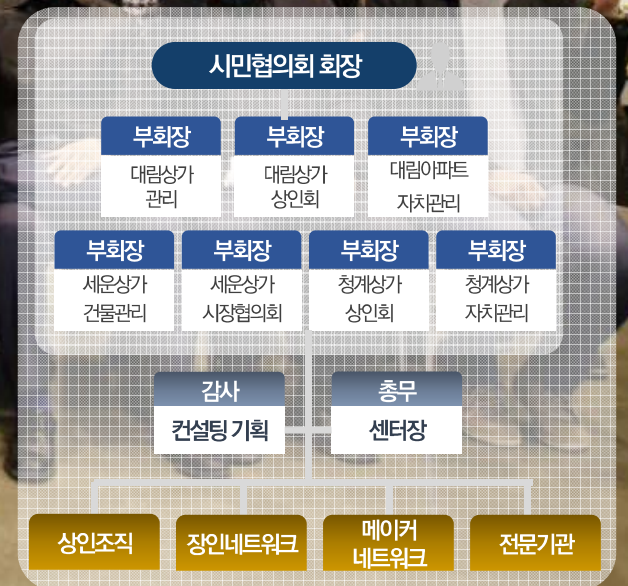 시민협의회 회장
부회장 부회장 부회장
대림상가 대림상가 대림아파트
관리 상인회 자치관리
부회장 부회장 부회장 부회장
세운상가 세운상가 청계상가 청계상가
건물관리 시장협의회 상인회 자치관리
감사 총무
컨설팅 기획 센터장
상인조직 장인네트워크 메이커 전문기관
네트워크